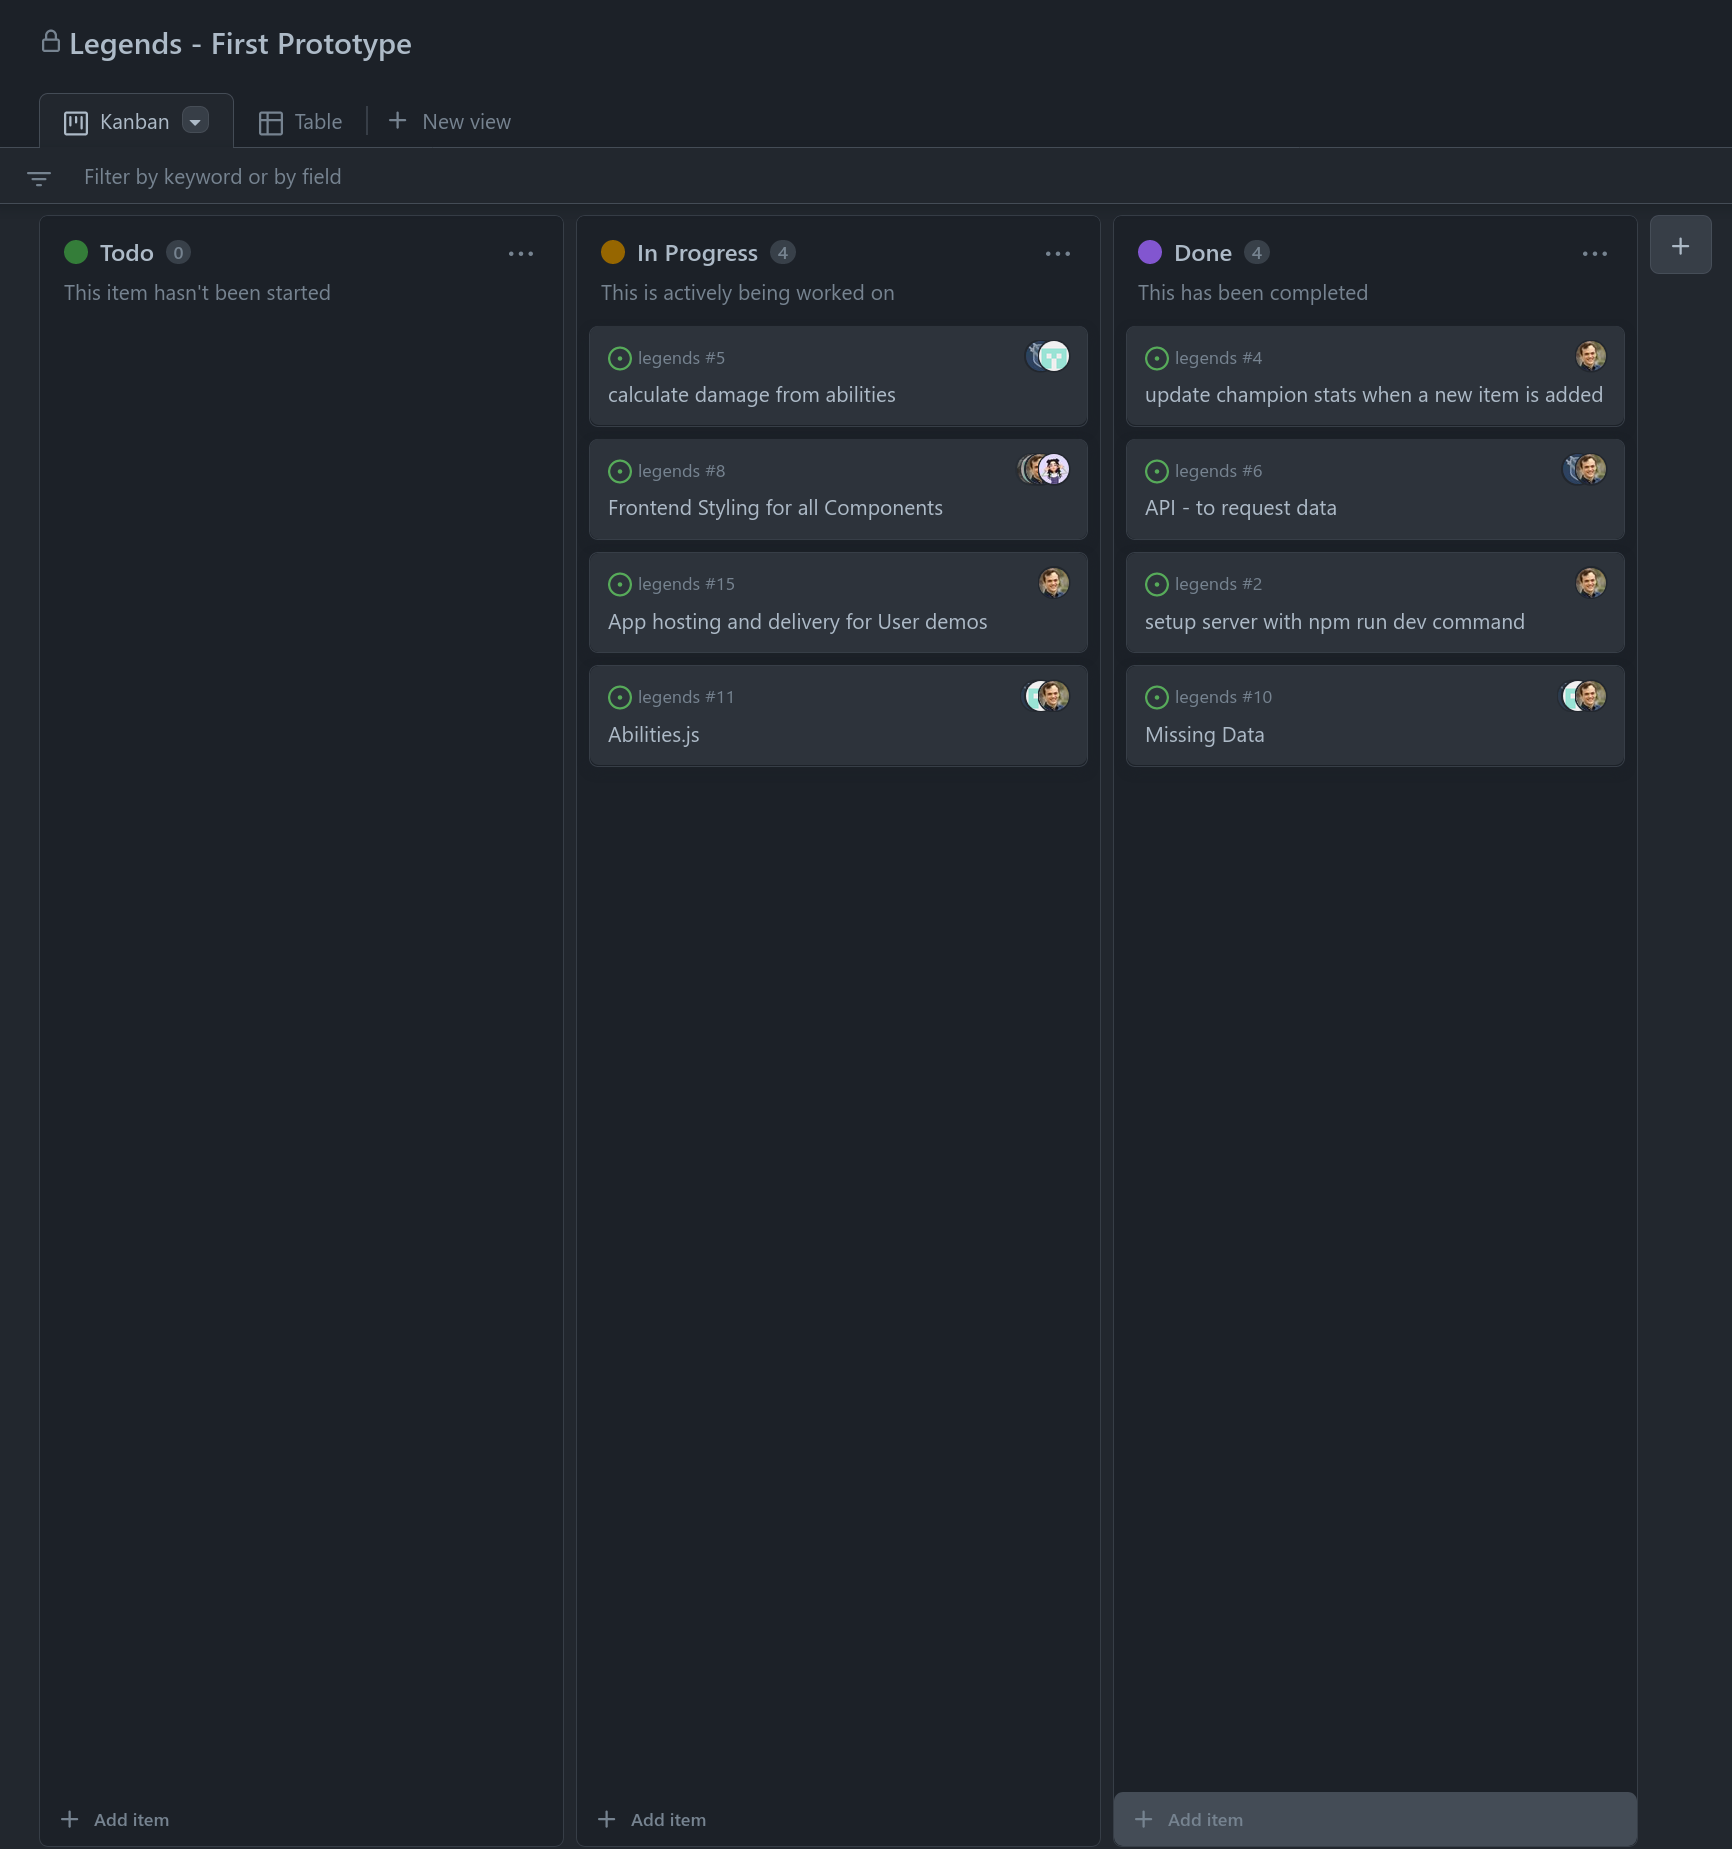 Legends - First Prototype
Kanban
Table
New view
Filter by keyword or by field
Todo 0
This item hasn't been started
Add item
In Progress 4
This is actively being worked on
legends #5
calculate damage from abilities
legends #8
Frontend Styling for all Components
legends #15
App hosting and delivery for User demos
legends #11
Abilities.js
Add item
Done 4
This has been completed
legends #4
update champion stats when a new item is added
legends #6
API - to request data
legends #2
setup server with npm run dev command
legends #10
Missing Data
Add item